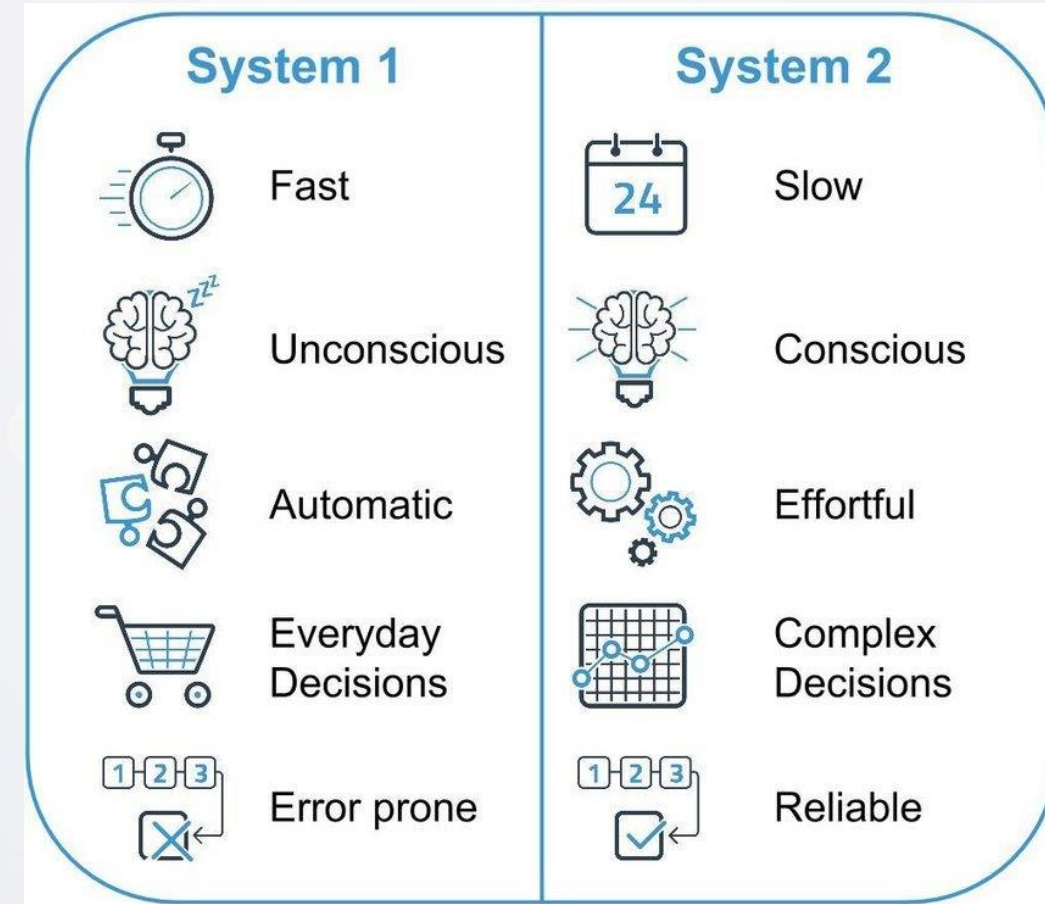 System 1
Fast
zzz
Unconscious
Automatic
Everyday
Decisions
1 2 3
Error prone
System 2
24
Slow
Conscious
Effortful
Complex
Decisions
1 2 3
Reliable